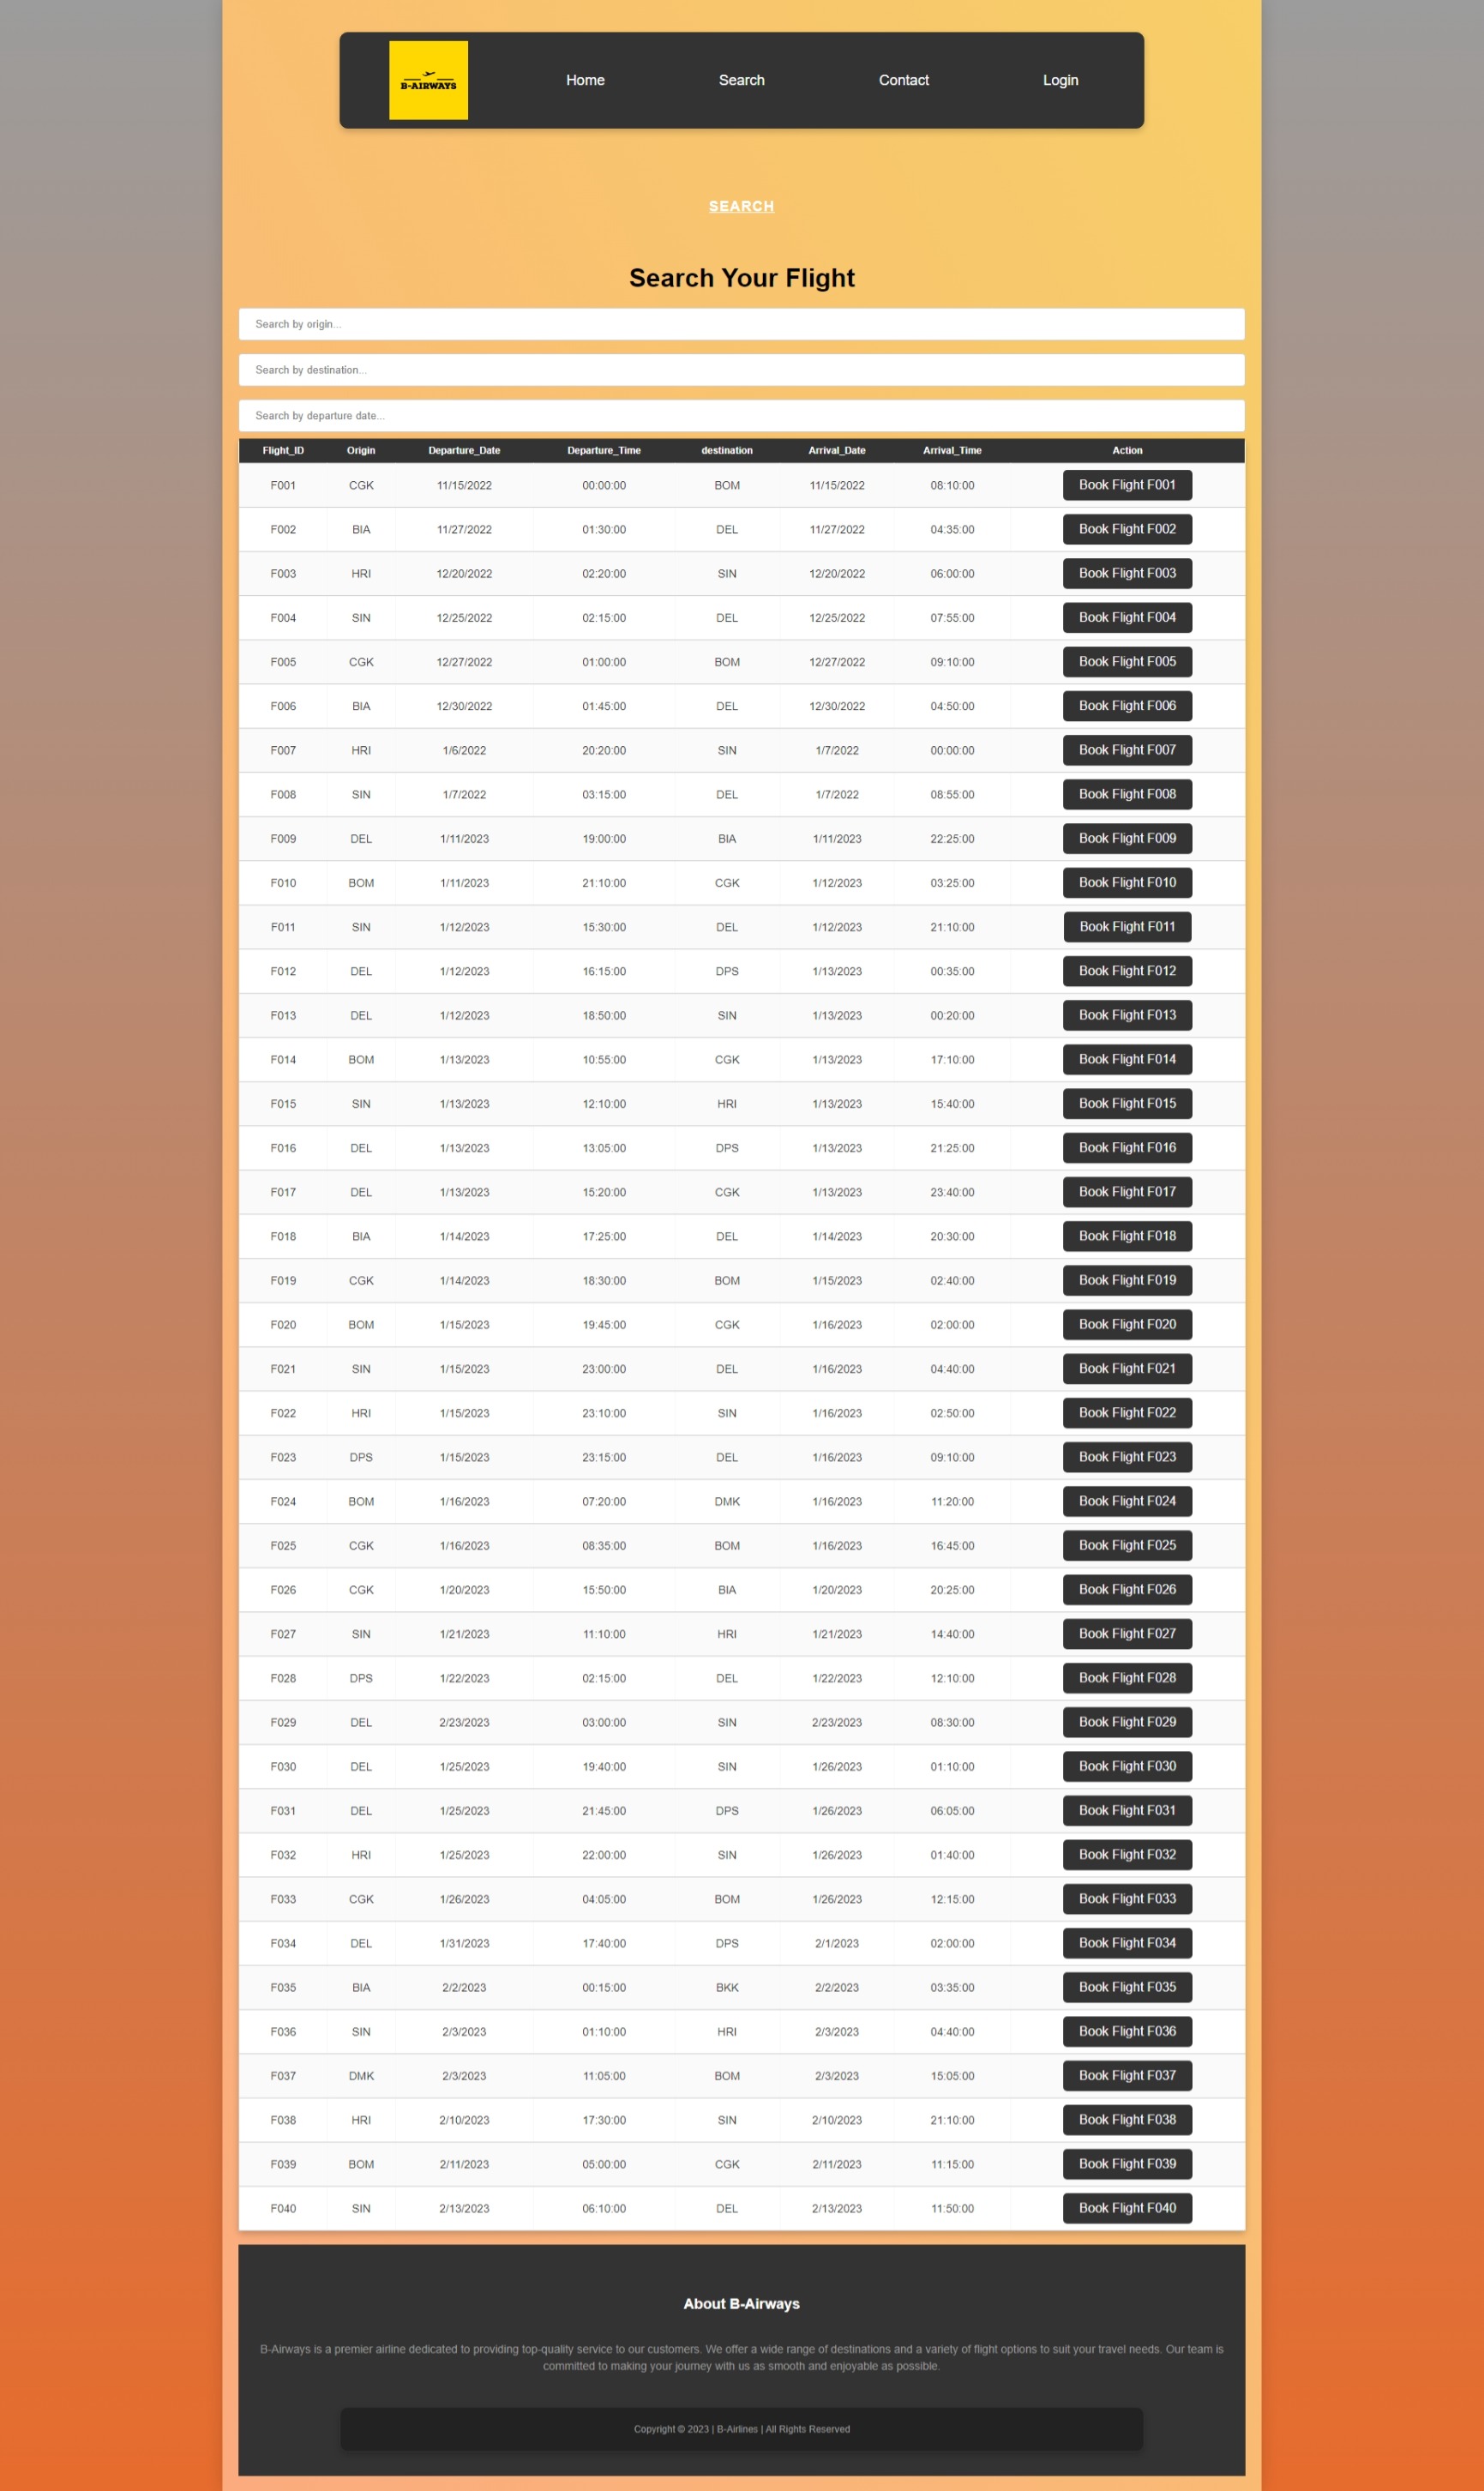 B-AIRWAYS
Home Search Contact Login
SEARCH
Search Your Flight
Search by origin...
Search by destination...
Search by departure date...
Flight_ID Origin Departure_Date Departure_Time destination Arrival_Date Arrival_Time Action
F001 CGK 11/15/2022 00:00:00 BOM 11/15/2022 08:10:00 Book Flight F001
F002 BIA 11/27/2022 01:30:00 DEL 11/27/2022 04:35:00 Book Flight F002
F003 HRI 12/20/2022 02:20:00 SIN 12/20/2022 06:00:00 Book Flight F003
F004 SIN 12/25/2022 02:15:00 DEL 12/25/2022 07:55:00 Book Flight F004
F005 CGK 12/27/2022 01:00:00 BOM 12/27/2022 09:10:00 Book Flight F005
F006 BIA 12/30/2022 01:45:00 DEL 12/30/2022 04:50:00 Book Flight F006
F007 HRI 1/6/2022 20:20:00 SIN 1/7/2022 00:00:00 Book Flight F007
F008 SIN 1/7/2022 03:15:00 DEL 1/7/2022 08:55:00 Book Flight F008
F009 DEL 1/11/2023 19:00:00 BIA 1/11/2023 22:25:00 Book Flight F009
F010 BOM 1/11/2023 21:10:00 CGK 1/12/2023 03:25:00 Book Flight F010
F011 SIN 1/12/2023 15:30:00 DEL 1/12/2023 21:10:00 Book Flight F011
F012 DEL 1/12/2023 16:15:00 DPS 1/13/2023 00:35:00 Book Flight F012
F013 DEL 1/12/2023 18:50:00 SIN 1/13/2023 00:20:00 Book Flight F013
F014 BOM 1/13/2023 10:55:00 CGK 1/13/2023 17:10:00 Book Flight F014
F015 SIN 1/13/2023 12:10:00 HRI 1/13/2023 15:40:00 Book Flight F015
F016 DEL 1/13/2023 13:05:00 DPS 1/13/2023 21:25:00 Book Flight F016
F017 DEL 1/13/2023 15:20:00 CGK 1/13/2023 23:40:00 Book Flight F017
F018 BIA 1/14/2023 17:25:00 DEL 1/14/2023 20:30:00 Book Flight F018
F019 CGK 1/14/2023 18:30:00 BOM 1/15/2023 02:40:00 Book Flight F019
F020 BOM 1/15/2023 19:45:00 CGK 1/16/2023 02:00:00 Book Flight F020
F021 SIN 1/15/2023 23:00:00 DEL 1/16/2023 04:40:00 Book Flight F021
F022 HRI 1/15/2023 23:10:00 SIN 1/16/2023 02:50:00 Book Flight F022
F023 DPS 1/15/2023 23:15:00 DEL 1/16/2023 09:10:00 Book Flight F023
F024 BOM 1/16/2023 07:20:00 DMK 1/16/2023 11:20:00 Book Flight F024
F025 CGK 1/16/2023 08:35:00 BOM 1/16/2023 16:45:00 Book Flight F025
F026 CGK 1/20/2023 15:50:00 BIA 1/20/2023 20:25:00 Book Flight F026
F027 SIN 1/21/2023 11:10:00 HRI 1/21/2023 14:40:00 Book Flight F027
F028 DPS 1/22/2023 02:15:00 DEL 1/22/2023 12:10:00 Book Flight F028
F029 DEL 2/23/2023 03:00:00 SIN 2/23/2023 08:30:00 Book Flight F029
F030 DEL 1/25/2023 19:40:00 SIN 1/26/2023 01:10:00 Book Flight F030
F031 DEL 1/25/2023 21:45:00 DPS 1/26/2023 06:05:00 Book Flight F031
F032 HRI 1/25/2023 22:00:00 SIN 1/26/2023 01:40:00 Book Flight F032
F033 CGK 1/26/2023 04:05:00 BOM 1/26/2023 12:15:00 Book Flight F033
F034 DEL 1/31/2023 17:40:00 DPS 2/1/2023 02:00:00 Book Flight F034
F035 BIA 2/2/2023 00:15:00 BKK 2/2/2023 03:35:00 Book Flight F035
F036 SIN 2/3/2023 01:10:00 HRI 2/3/2023 04:40:00 Book Flight F036
F037 DMK 2/3/2023 11:05:00 BOM 2/3/2023 15:05:00 Book Flight F037
F038 HRI 2/10/2023 17:30:00 SIN 2/10/2023 21:10:00 Book Flight F038
F039 BOM 2/11/2023 05:00:00 CGK 2/11/2023 11:15:00 Book Flight F039
F040 SIN 2/13/2023 06:10:00 DEL 2/13/2023 11:50:00 Book Flight F040
About B-Airways
B-Airways is a premier airline dedicated to providing top-quality service to our customers. We offer a wide range of destinations and a variety of flight options to suit your travel needs. Our team is
committed to making your journey with us as smooth and enjoyable as possible.
Copyright © 2023 | B-Airlines | All Rights Reserved